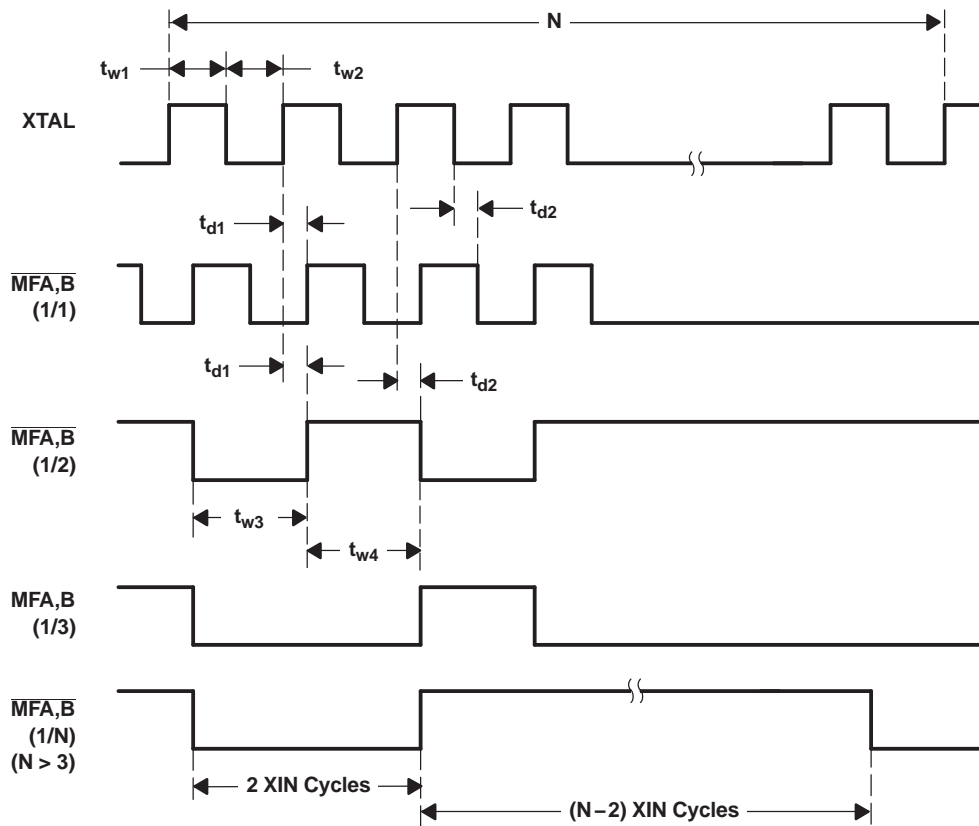 N
tw1
tw2
XTAL
td1
td2
MFA,B
(1/1)
td1
td2
MFA,B
(1/2)
tw3
tw4
MFA,B
(1/3)
MFA,B
(1/N)
(N > 3)
2 XIN Cycles
(N−2) XIN Cycles